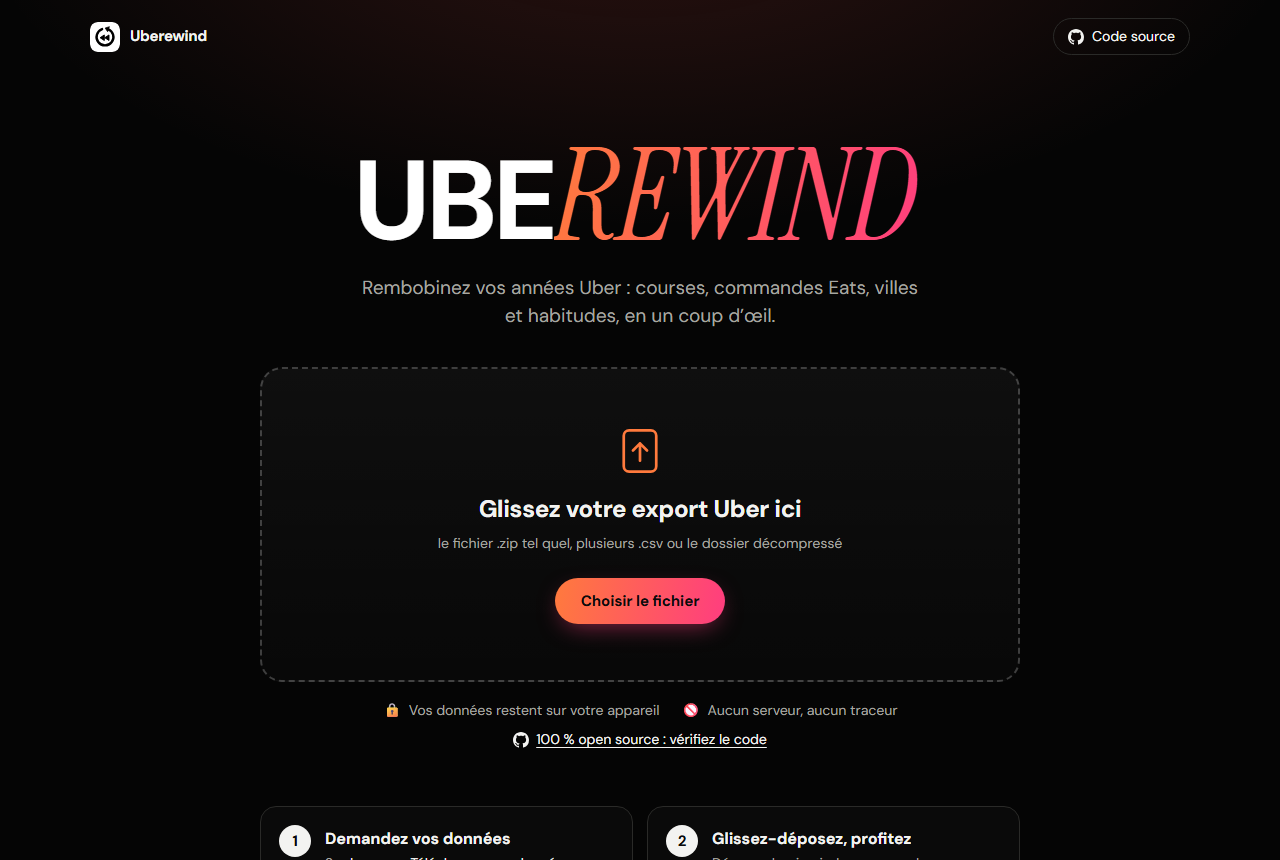 Uberewind
Code source
UBEREWIND
Rembobinez vos années Uber : courses, commandes Eats, villes
et habitudes, en un coup d’œil.
Glissez votre export Uber ici
le fichier .zip tel quel, plusieurs .csv ou le dossier décompressé
Choisir le fichier
Vos données restent sur votre appareil
Aucun serveur, aucun traceur
100 % open source : vérifiez le code
1
Demandez vos données
2
Glissez-déposez, profitez